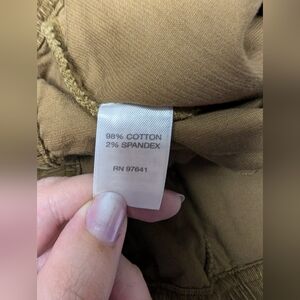 98% COTTON
2% SPANDEX
RN 97641